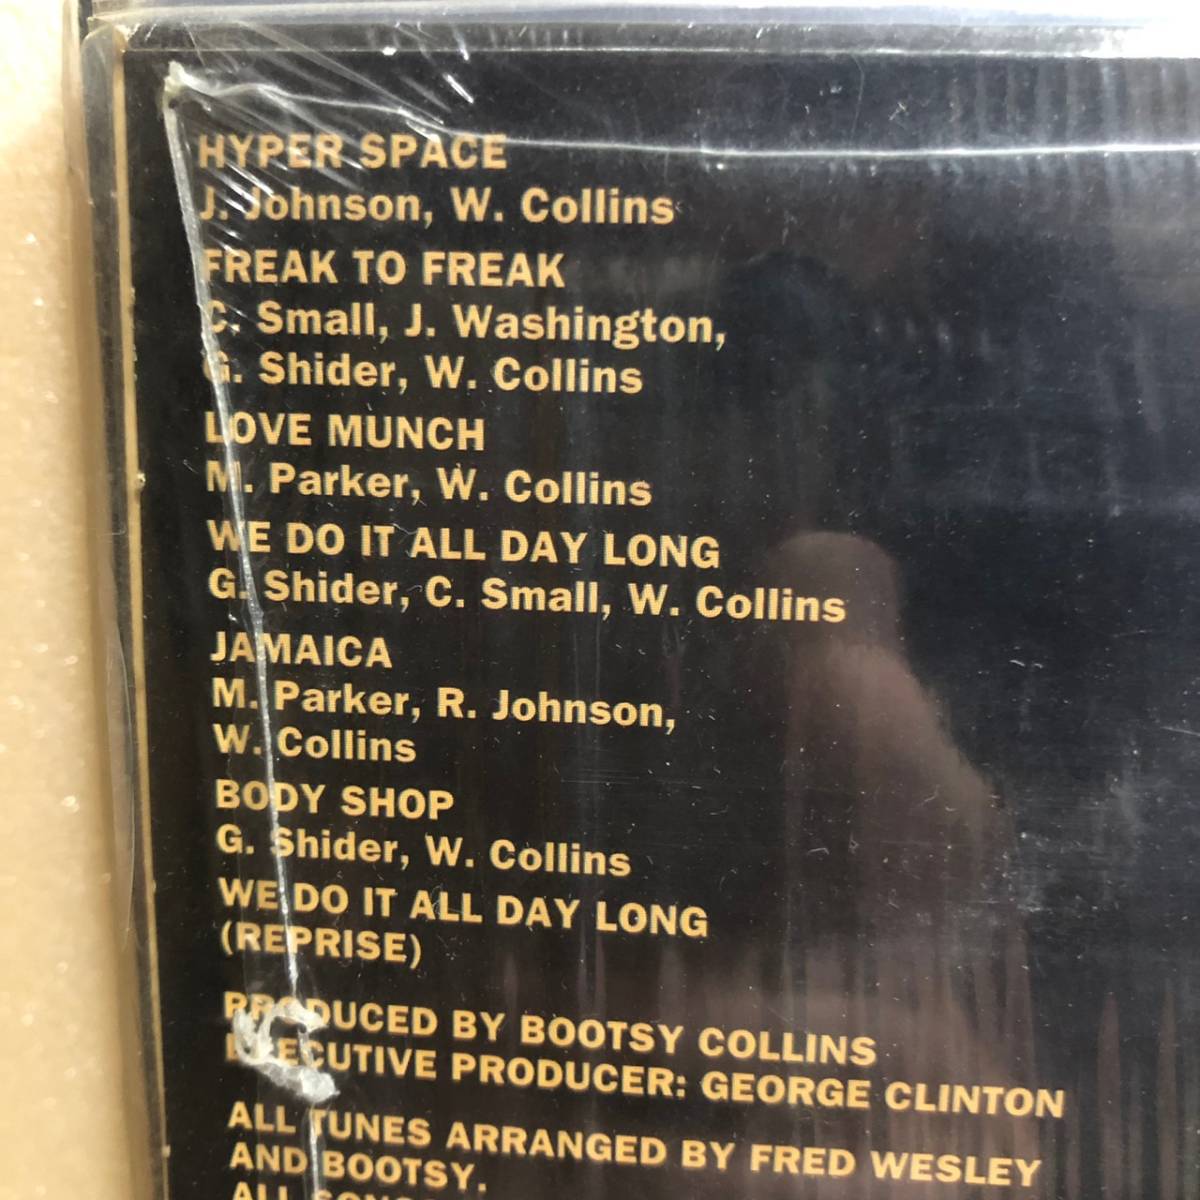 HYPER SPACE
J. Johnson, W. Collins
FREAK TO FREAK
C. Small, J. Washington,
G. Shider, W. Collins
LOVE MUNCH
M. Parker, W. Collins
WE DO IT ALL DAY LONG
G. Shider, C. Small, W. Collins
JAMAICA
M. Parker, R. Johnson,
W. Collins
BODY SHOP
G. Shider, W. Collins
WE DO IT ALL DAY LONG
(REPRISE)
PRODUCED BY BOOTSY COLLINS
EXECUTIVE PRODUCER: GEORGE CLINTON
ALL TUNES ARRANGED BY FRED WESLEY
AND BOOTSY.
ALL